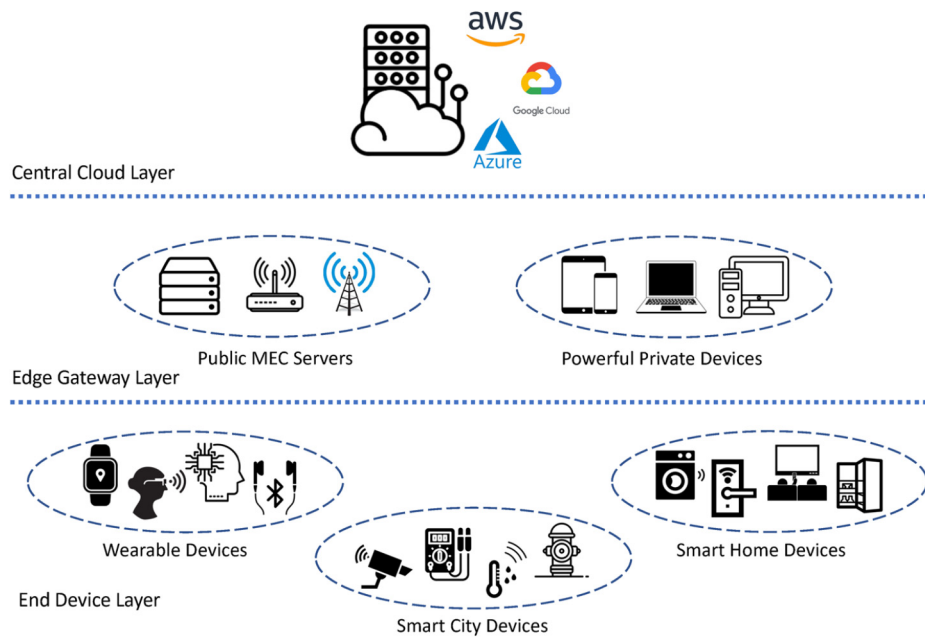 aws
Google Cloud
Azure
Central Cloud Layer
Public MEC Servers
Powerful Private Devices
Edge Gateway Layer
Wearable Devices
Smart Home Devices
End Device Layer
Smart City Devices